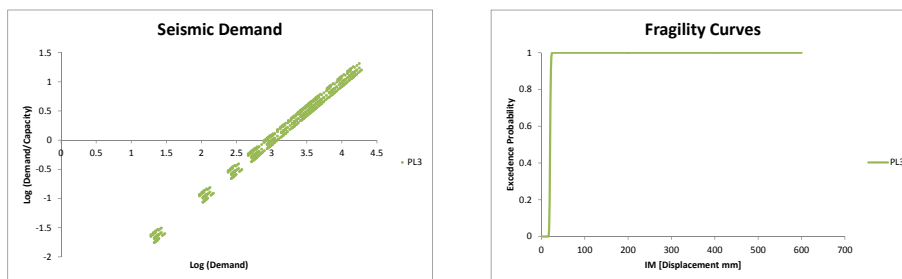 Seismic Demand
1.5
1
0.5
0
0 0.5 1 1.5 2 2.5 3 3.5 4 4.5
-0.5
-1
-1.5
-2
Log (Demand/Capacity)
Log (Demand)
PL3
Fragility Curves
1
0.8
0.6
0.4
0.2
0
0 100 200 300 400 500 600 700
Excedence Probability
IM [Displacement mm]
PL3